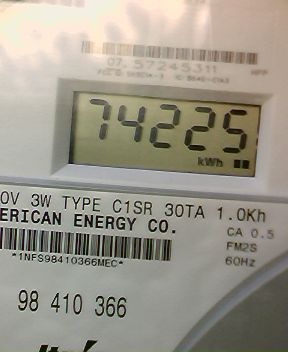 07. 57245311
74225
kWh
0V 3W TYPE C1SR 30TA 1.0Kh
ERICAN ENERGY CO.
CA 0.5
FM2S
60Hz
*1NFS98410366MEC*
98 410 366